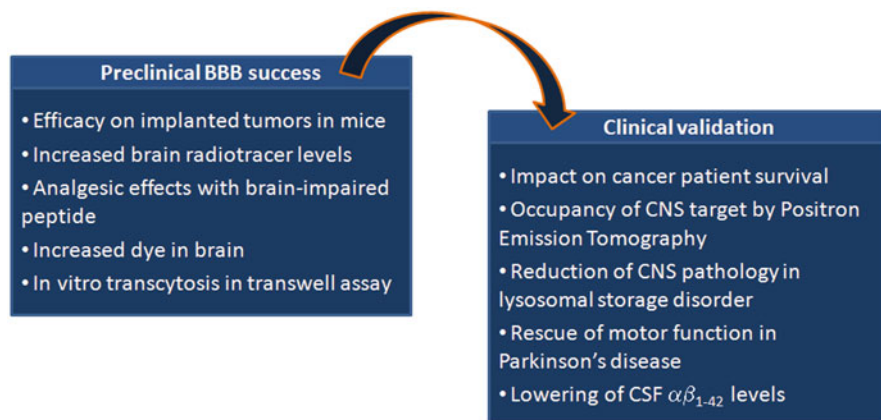 Preclinical BBB success
• Efficacy on implanted tumors in mice
• Increased brain radiotracer levels
• Analgesic effects with brain-impaired
peptide
• Increased dye in brain
• In vitro transcytosis in transwell assay
Clinical validation
• Impact on cancer patient survival
• Occupancy of CNS target by Positron
Emission Tomography
• Reduction of CNS pathology in
lysosomal storage disorder
• Rescue of motor function in
Parkinson’s disease
• Lowering of CSF αβ₁₋₄₂ levels